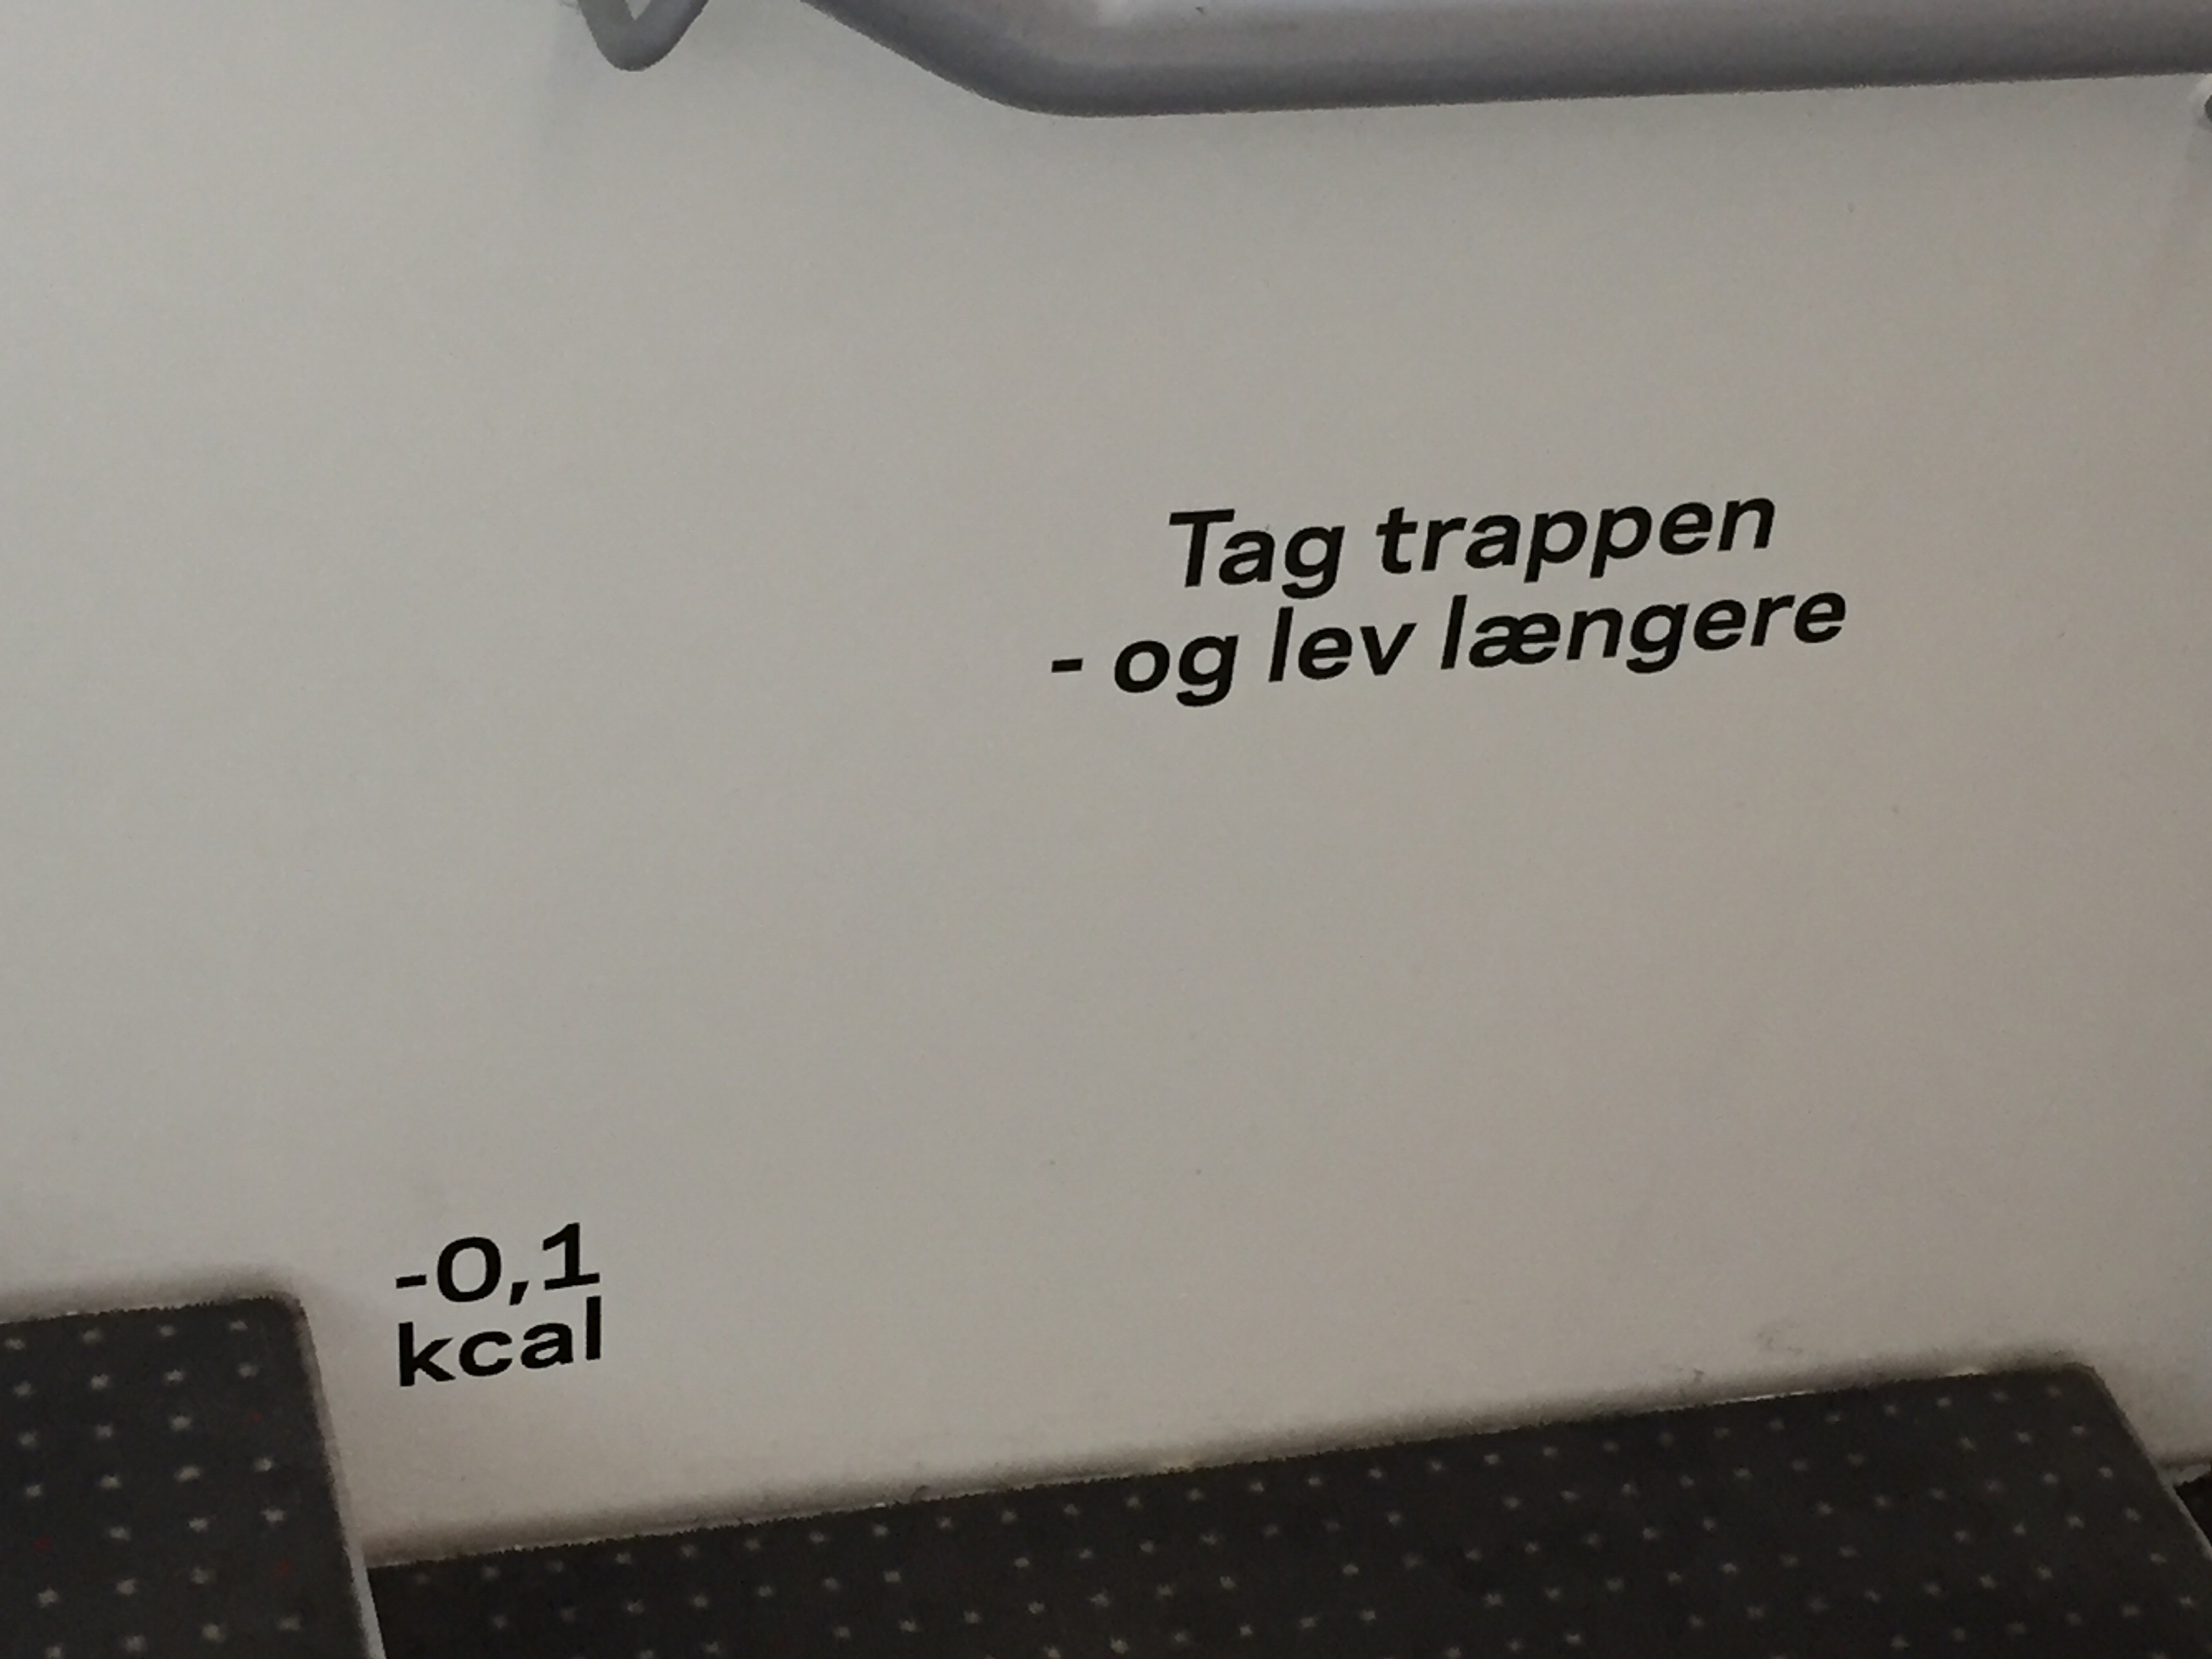 Tag trappen
- og lev længere
-0,1
kcal